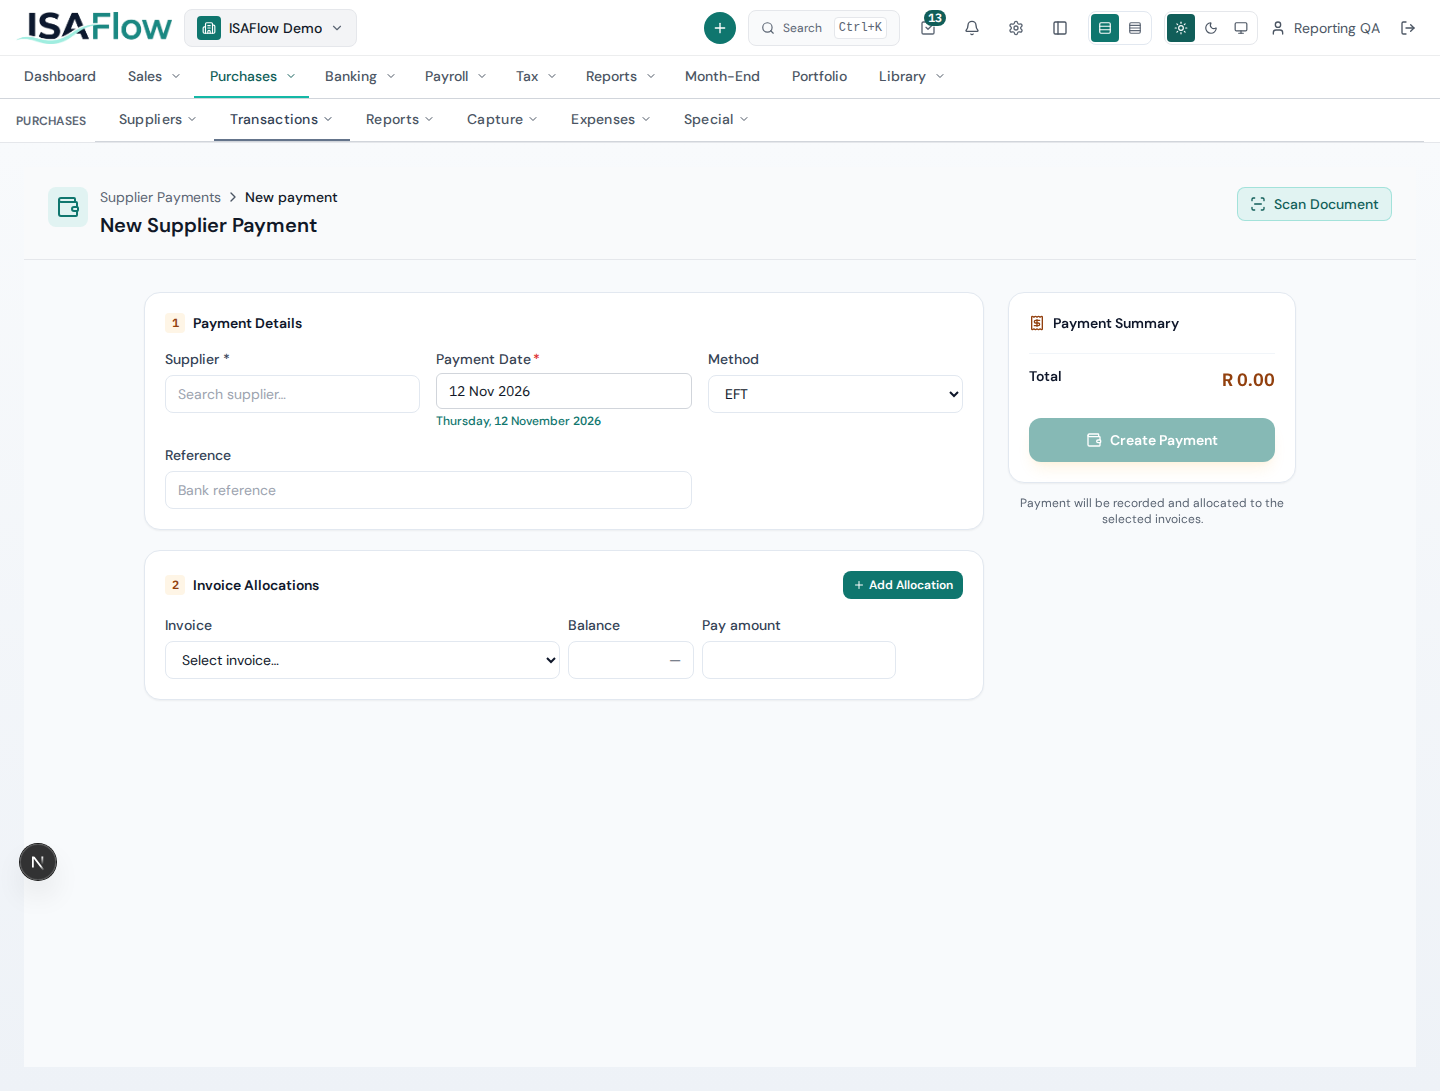 ISAFlow
ISAFlow Demo
Search Ctrl+K
13
Reporting QA
Dashboard Sales Purchases Banking Payroll Tax Reports Month-End Portfolio Library
PURCHASES Suppliers Transactions Reports Capture Expenses Special
Supplier Payments > New payment
New Supplier Payment
Scan Document
1 Payment Details
Supplier * Payment Date * Method
Search supplier... 12 Nov 2026 EFT
Thursday, 12 November 2026
Reference
Bank reference
Payment Summary
Total R 0.00
Create Payment
Payment will be recorded and allocated to the
selected invoices.
2 Invoice Allocations + Add Allocation
Invoice Balance Pay amount
Select invoice... —
N